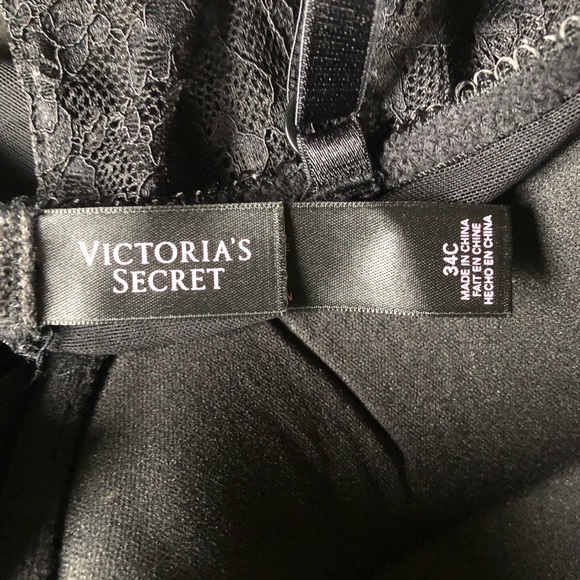 VICTORIA'S
SECRET
34C
MADE IN CHINA
FAIT EN CHINE
HECHO EN CHINA